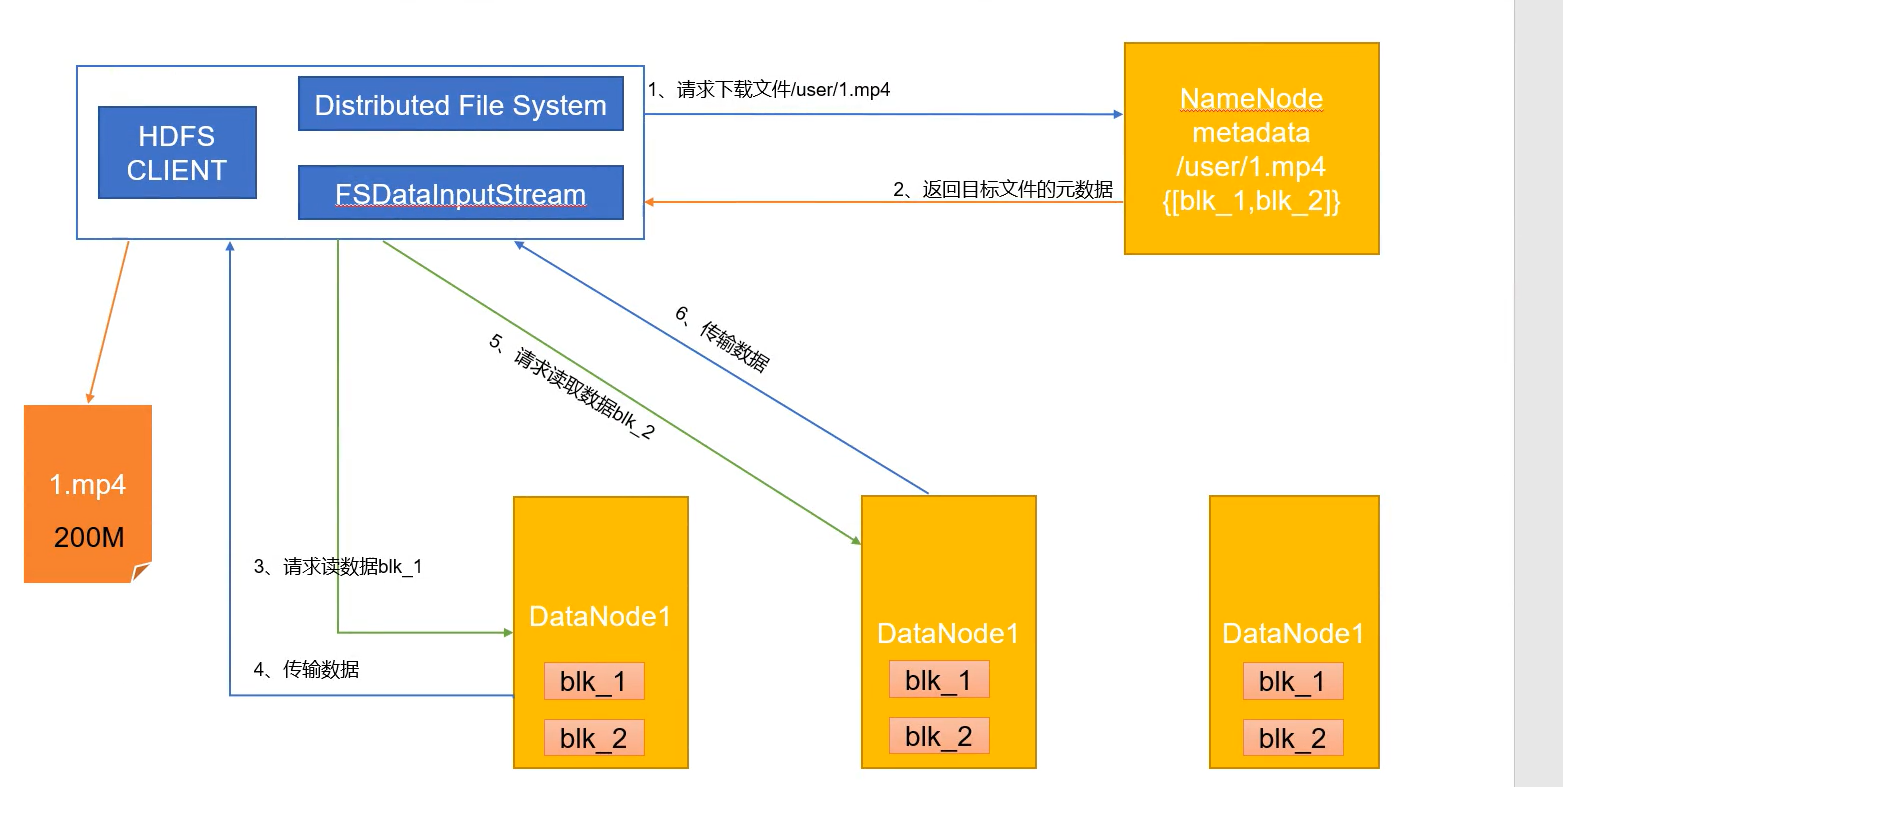 HDFS
CLIENT
Distributed File System
FSDataInputStream
1、请求下载文件/user/1.mp4
2、返回目标文件的元数据
NameNode
metadata
/user/1.mp4
{[blk_1,blk_2]}
6、传输数据
5、请求读取数据blk_2
1.mp4
200M
3、请求读数据blk_1
4、传输数据
DataNode1
blk_1
blk_2
DataNode1
blk_1
blk_2
DataNode1
blk_1
blk_2